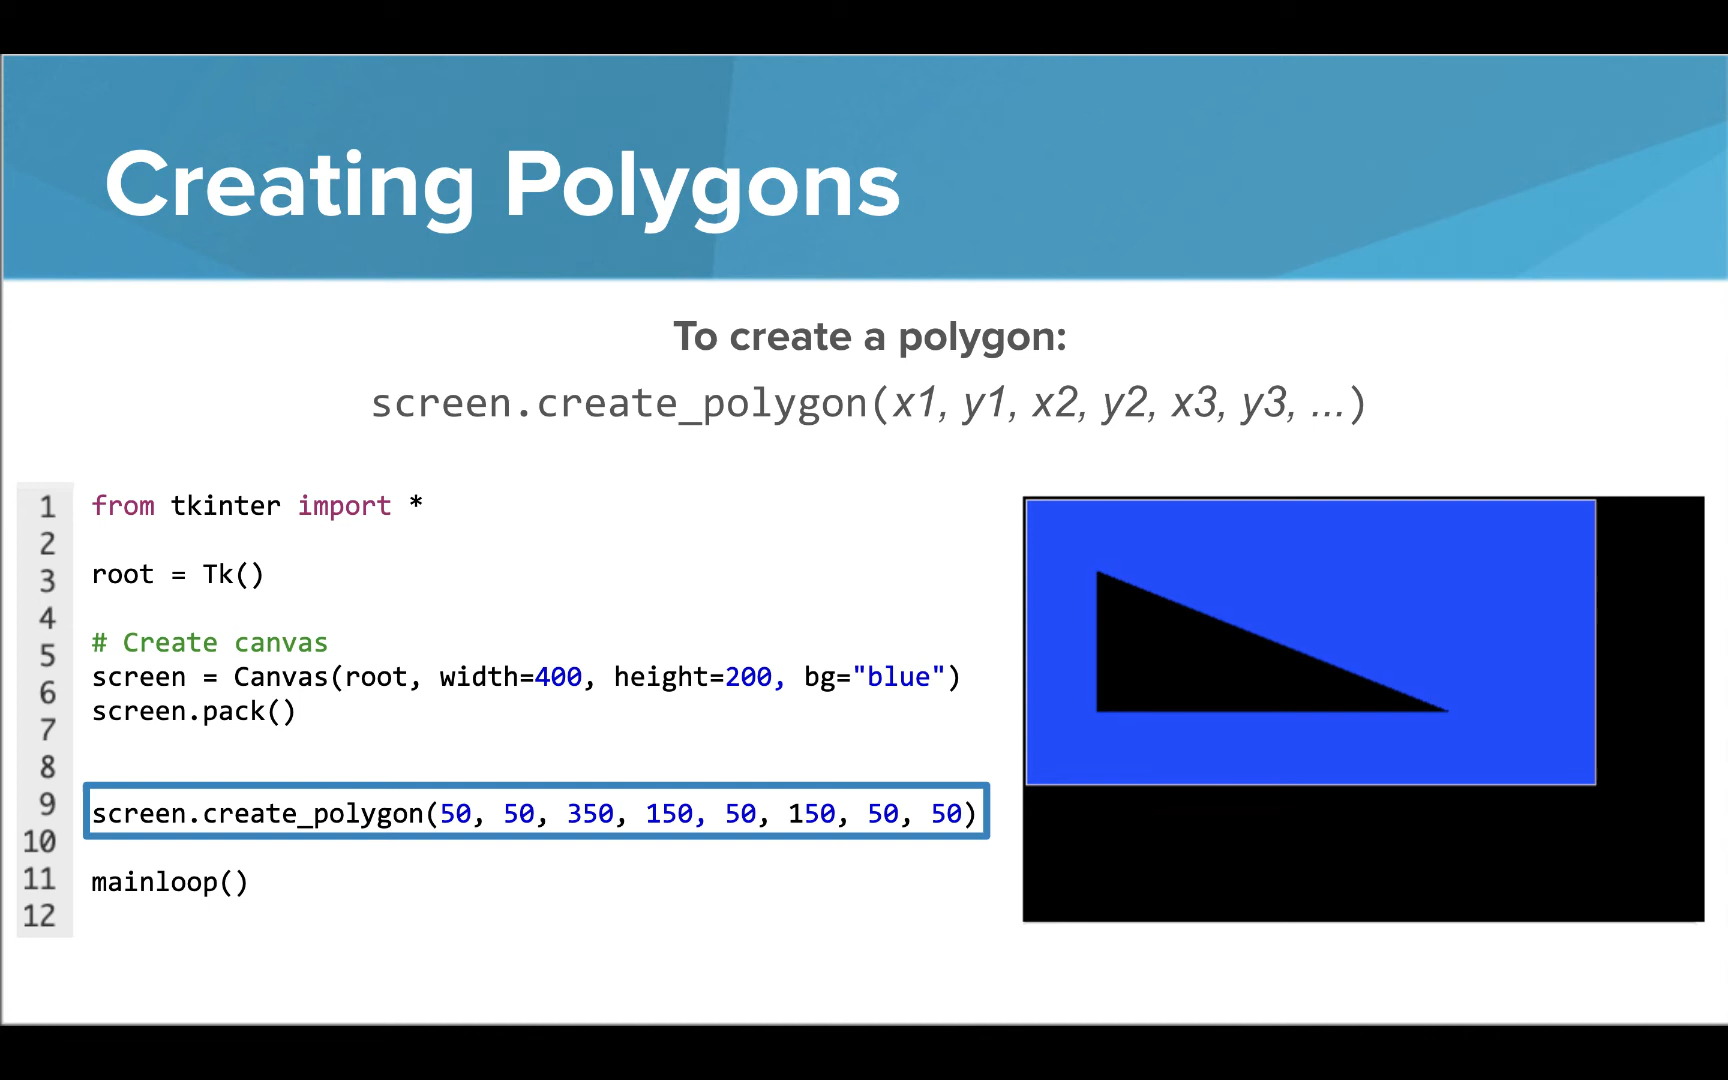 Creating Polygons
To create a polygon:
screen.create_polygon(x1, y1, x2, y2, x3, y3, ...)
1 from tkinter import *
2
3 root = Tk()
4
5 # Create canvas
6 screen = Canvas(root, width=400, height=200, bg="blue")
7 screen.pack()
8
9 screen.create_polygon(50, 50, 350, 150, 50, 150, 50, 50)
10
11 mainloop()
12